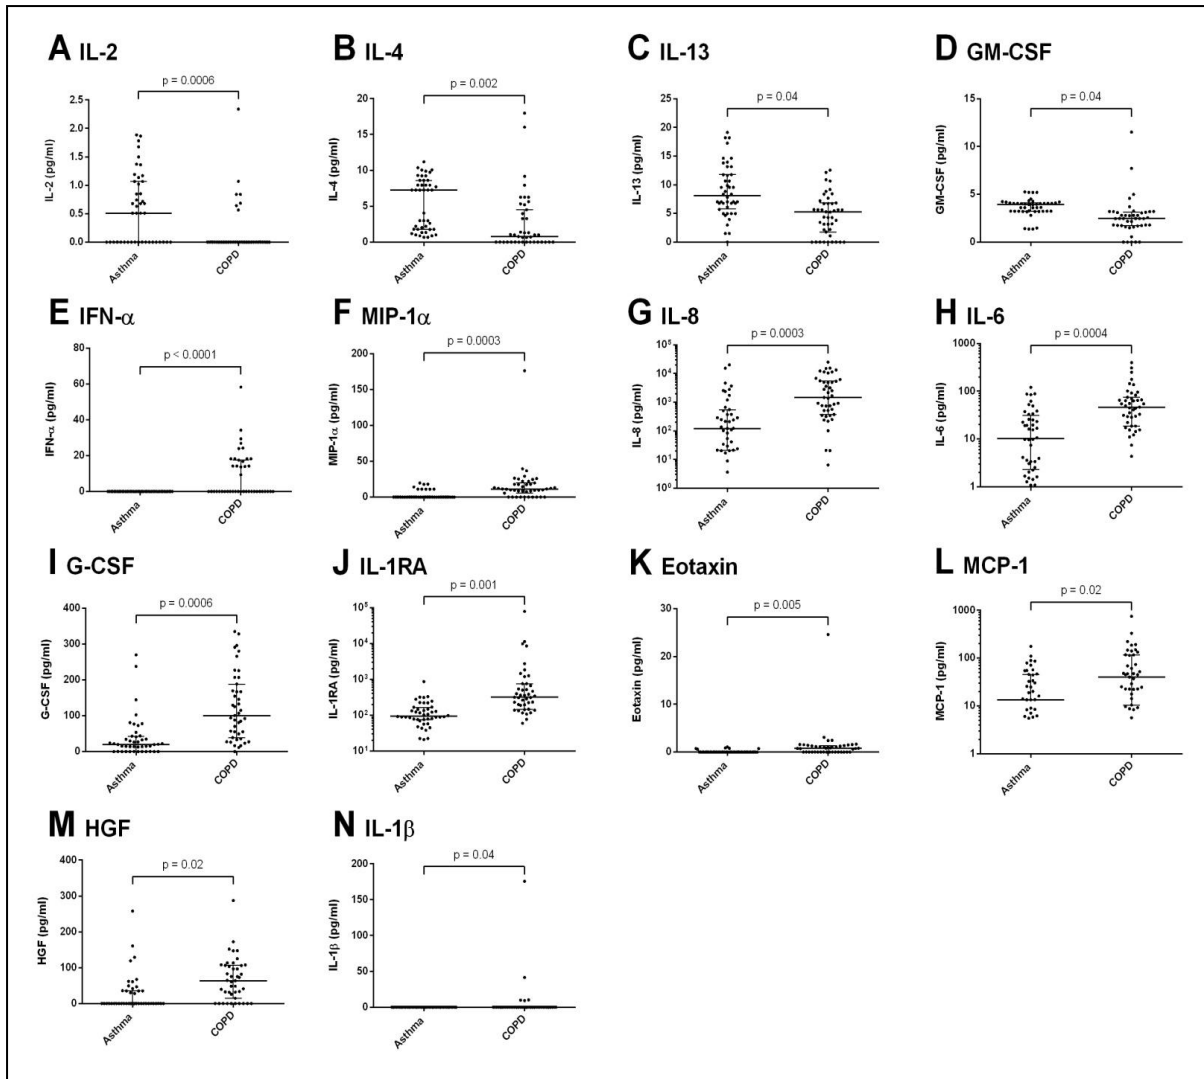 A IL-2
B IL-4
C IL-13
D GM-CSF
p = 0.0006
p = 0.002
p = 0.04
p = 0.04
IL-2 (pg/ml)
2.5
2.0
1.5
1.0
0.5
0.0
Asthma
COPD
IL-4 (pg/ml)
20
15
10
5
0
Asthma
COPD
IL-13 (pg/ml)
25
20
15
10
5
0
Asthma
COPD
GM-CSF (pg/ml)
15
10
5
0
Asthma
COPD
E IFN-α
F MIP-1α
G IL-8
H IL-6
p < 0.0001
p = 0.0003
p = 0.0003
p = 0.0004
IFN-α (pg/ml)
80
60
40
20
0
Asthma
COPD
MIP-1α (pg/ml)
200
150
100
50
0
Asthma
COPD
IL-8 (pg/ml)
10⁵
10⁴
10³
10²
10¹
10⁰
Asthma
COPD
IL-6 (pg/ml)
1000
100
10
1
Asthma
COPD
I G-CSF
J IL-1RA
K Eotaxin
L MCP-1
p = 0.0006
p = 0.001
p = 0.005
p = 0.02
G-CSF (pg/ml)
400
300
200
100
0
Asthma
COPD
IL-1RA (pg/ml)
10⁵
10⁴
10³
10²
10¹
Asthma
COPD
Eotaxin (pg/ml)
30
20
10
0
Asthma
COPD
MCP-1 (pg/ml)
1000
100
10
1
Asthma
COPD
M HGF
N IL-1β
p = 0.02
p = 0.04
HGF (pg/ml)
400
300
200
100
0
Asthma
COPD
IL-1β (pg/ml)
200
150
100
50
0
Asthma
COPD